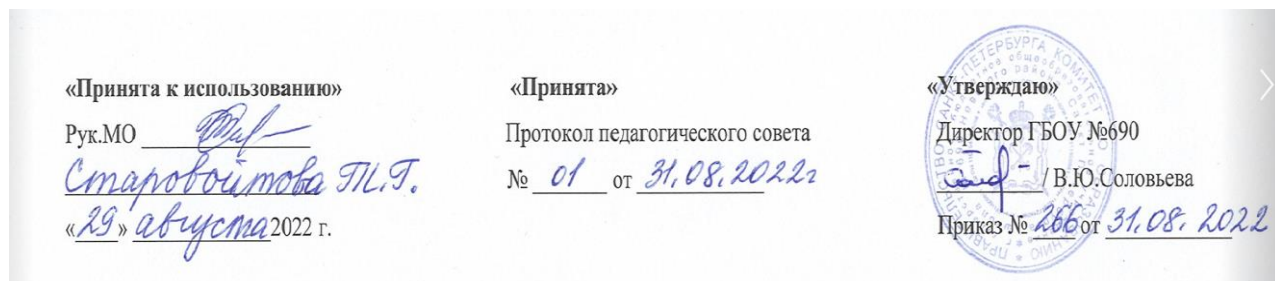 «Принята к использованию»
Рук.МО
Старовойтова Т.Г.
«29» августа 2022 г.
«Принята»
Протокол педагогического совета
№ 01 от 31.08.2022г
«Утверждаю»
Директор ГБОУ №690
/ В.Ю.Соловьева
Приказ № 266 от 31.08.2022